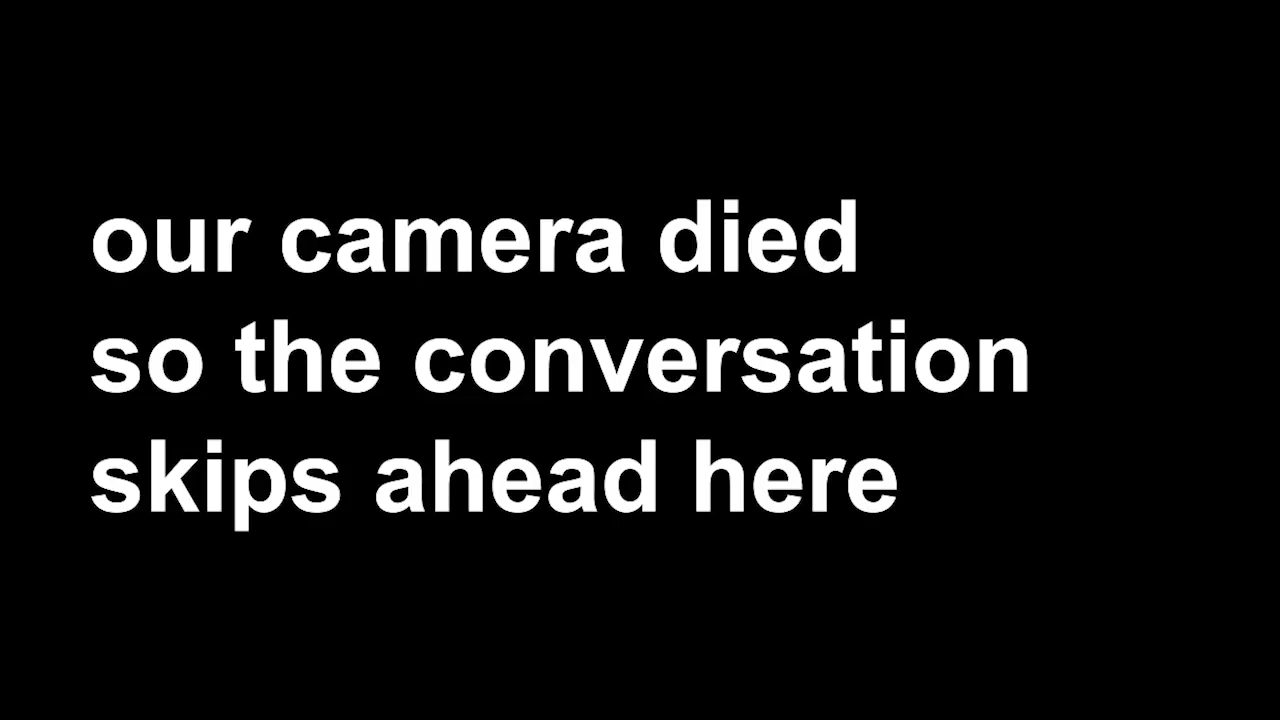 our camera died
so the conversation
skips ahead here